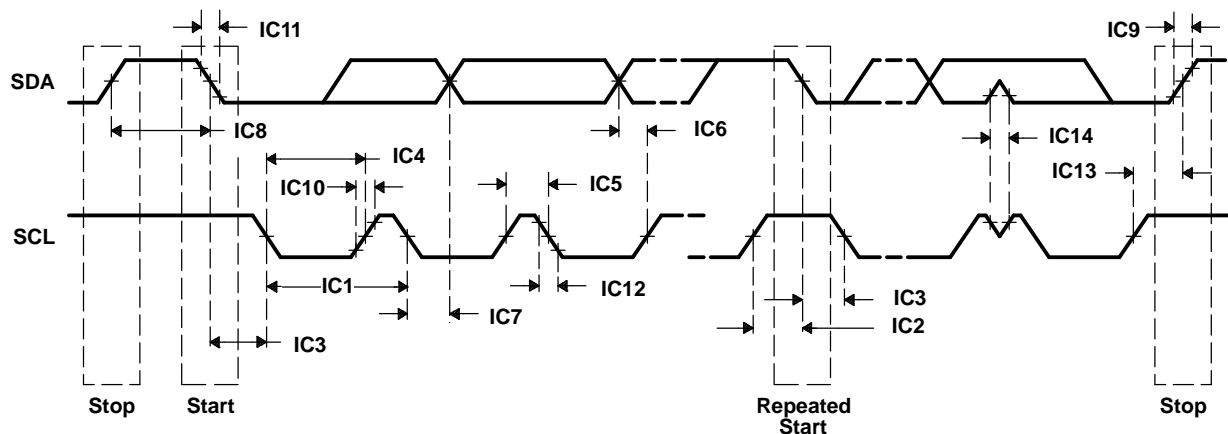 IC11
IC9
SDA
IC8
IC6
IC14
IC4
IC10
IC5
IC13
SCL
IC1
IC12
IC3
IC7
IC2
IC3
Stop
Start
Repeated
Start
Stop